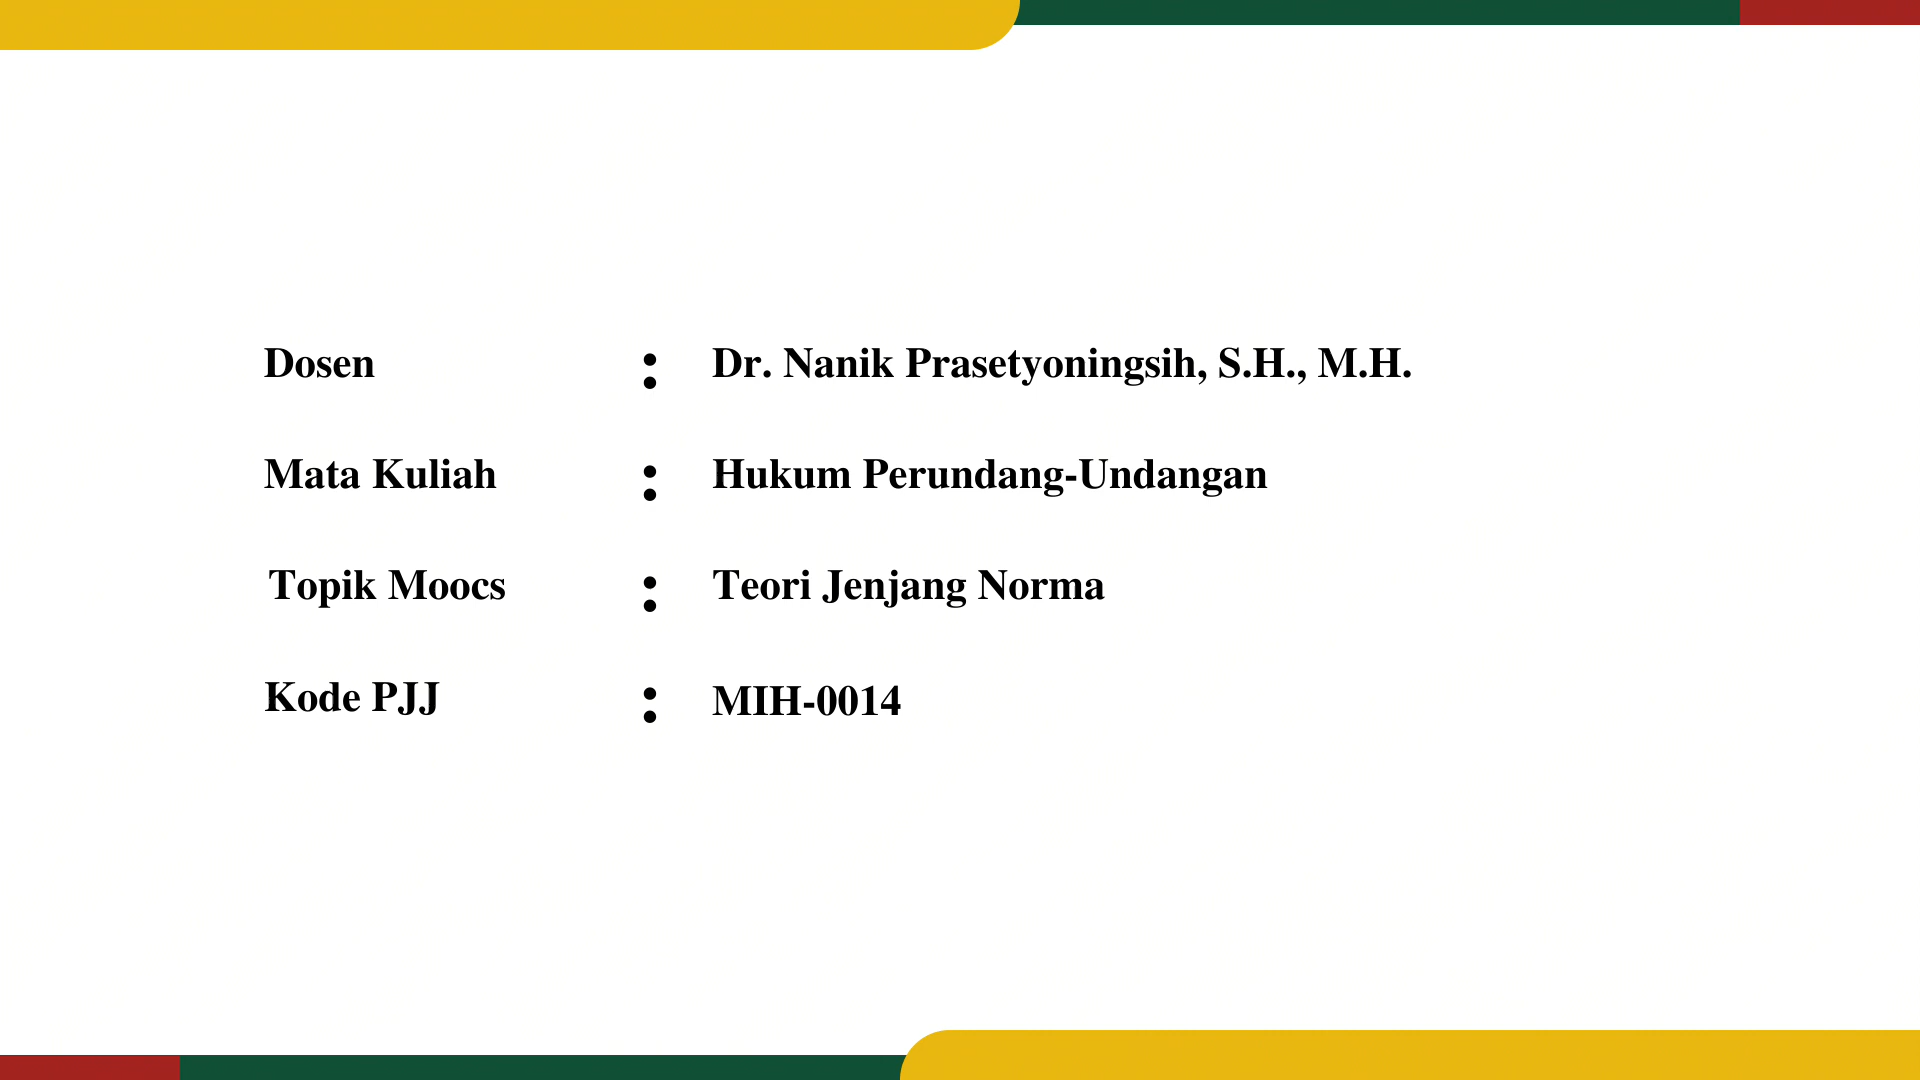 Dosen : Dr. Nanik Prasetyoningsih, S.H., M.H.
Mata Kuliah : Hukum Perundang-Undangan
Topik Moocs : Teori Jenjang Norma
Kode PJJ : MIH-0014